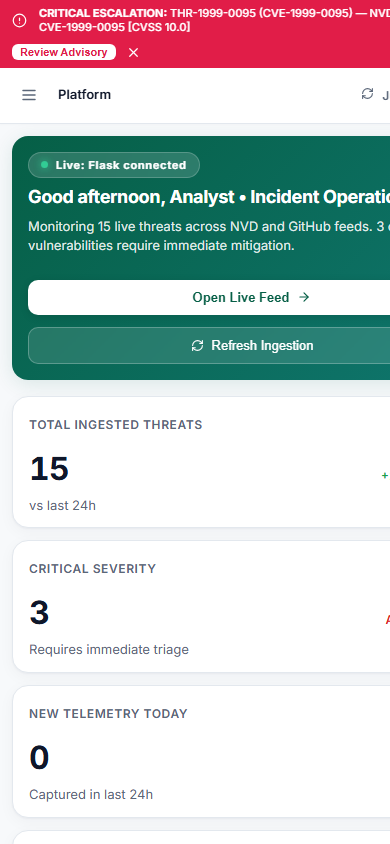 CRITICAL ESCALATION: THR-1999-0095 (CVE-1999-0095) — NVD
CVE-1999-0095 [CVSS 10.0]
Review Advisory
Platform
Live: Flask connected
Good afternoon, Analyst • Incident Operatio
Monitoring 15 live threats across NVD and GitHub feeds. 3
vulnerabilities require immediate mitigation.
Open Live Feed →
Refresh Ingestion
TOTAL INGESTED THREATS
15
+
vs last 24h
CRITICAL SEVERITY
3
Requires immediate triage
NEW TELEMETRY TODAY
0
Captured in last 24h